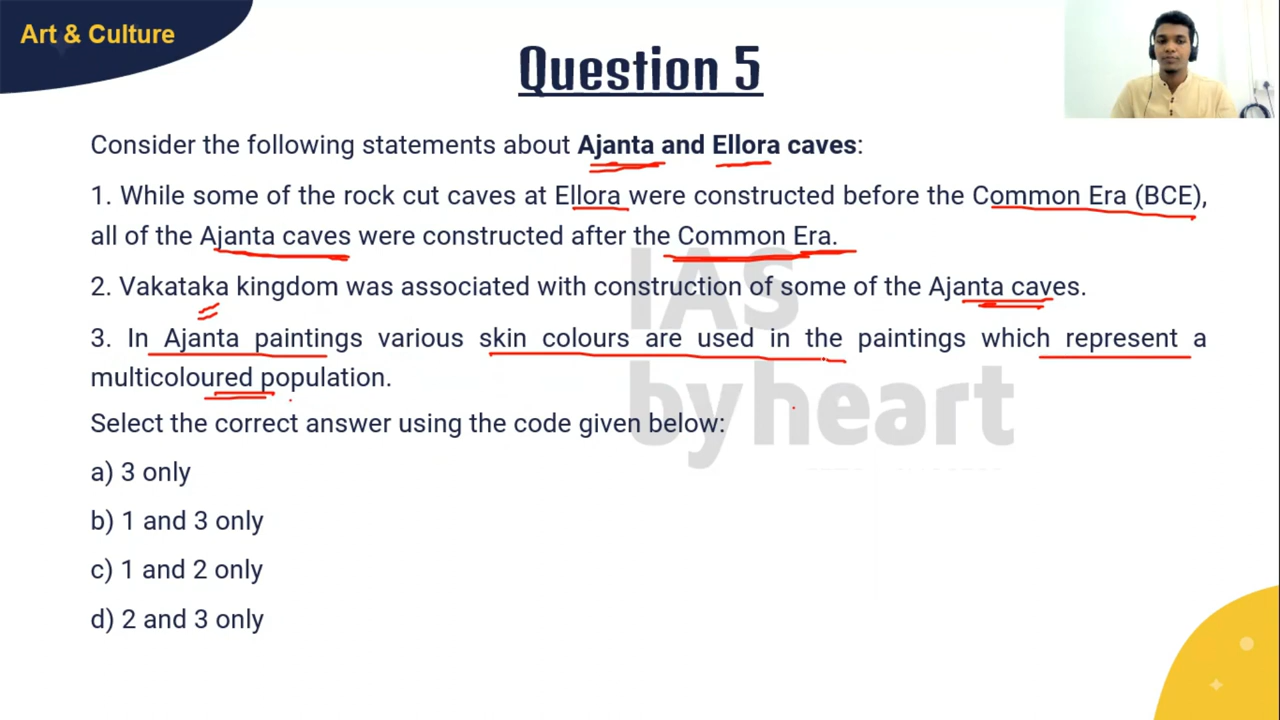 Art & Culture
Question 5
Consider the following statements about Ajanta and Ellora caves:
1. While some of the rock cut caves at Ellora were constructed before the Common Era (BCE),
all of the Ajanta caves were constructed after the Common Era.
2. Vakataka kingdom was associated with construction of some of the Ajanta caves.
3. In Ajanta paintings various skin colours are used in the paintings which represent a
multicoloured population.
Select the correct answer using the code given below:
a) 3 only
b) 1 and 3 only
c) 1 and 2 only
d) 2 and 3 only
IAS
by heart